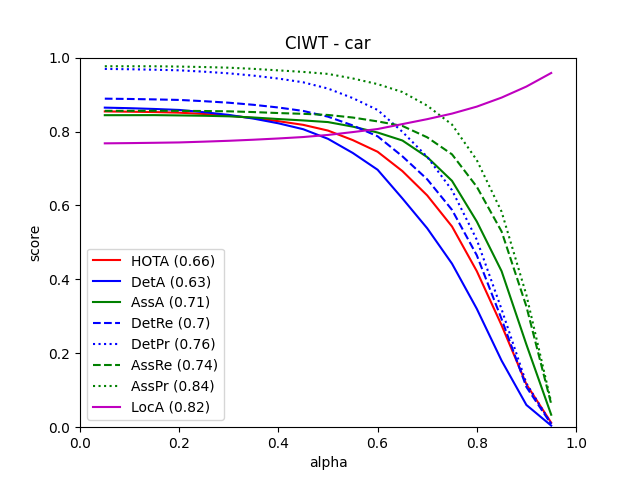 CIWT - car
score
1.0
0.8
0.6
0.4
0.2
0.0
HOTA (0.66)
DetA (0.63)
AssA (0.71)
DetRe (0.7)
DetPr (0.76)
AssRe (0.74)
AssPr (0.84)
LocA (0.82)
0.0 0.2 0.4 0.6 0.8 1.0
alpha